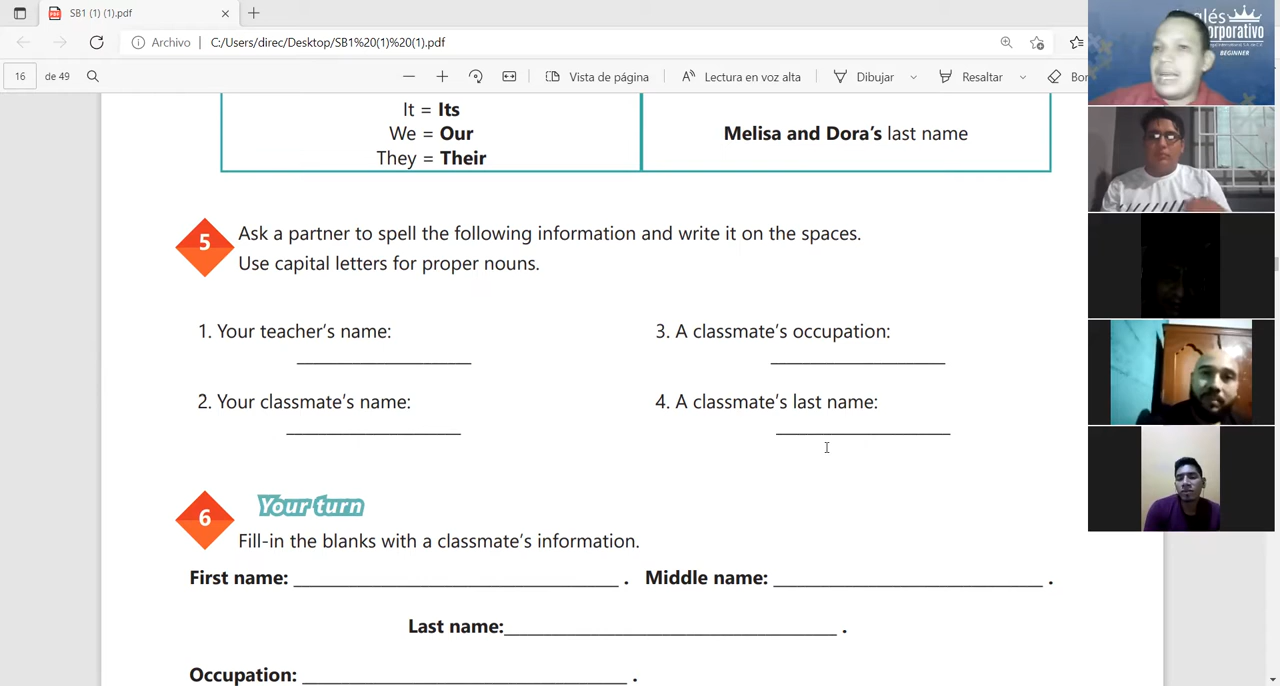 SB1 (1) (1).pdf
Archivo
C:/Users/direc/Desktop/SB1%20(1)%20(1).pdf
16
de 49
Vista de página
Lectura en voz alta
Dibujar
Resaltar
It = Its
We = Our
They = Their
Melisa and Dora's last name
5
Ask a partner to spell the following information and write it on the spaces.
Use capital letters for proper nouns.
1. Your teacher's name:
2. Your classmate's name:
3. A classmate's occupation:
4. A classmate's last name:
6
Your turn
Fill-in the blanks with a classmate's information.
First name: . Middle name: .
Last name: .
Occupation: .
BEGINNER